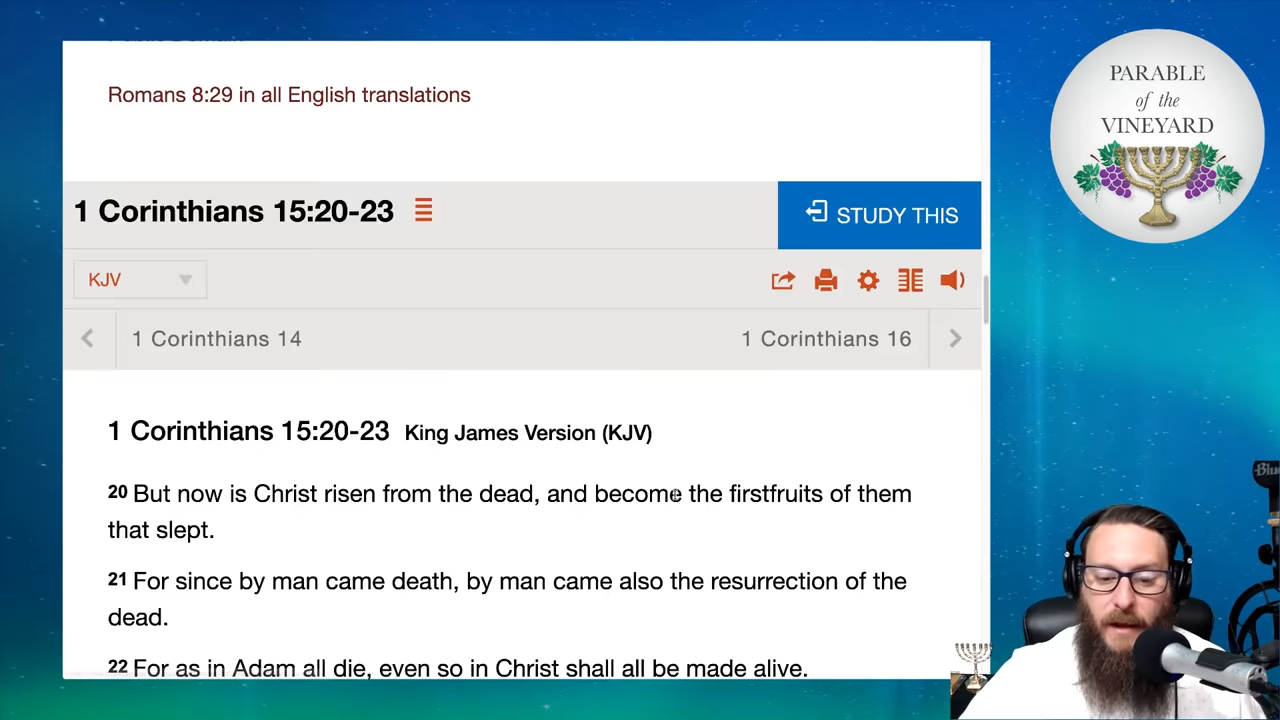 Romans 8:29 in all English translations
1 Corinthians 15:20-23
STUDY THIS
KJV
1 Corinthians 14
1 Corinthians 16
1 Corinthians 15:20-23 King James Version (KJV)
20 But now is Christ risen from the dead, and become the firstfruits of them
that slept.
21 For since by man came death, by man came also the resurrection of the
dead.
22 For as in Adam all die, even so in Christ shall all be made alive.
PARABLE
of the
VINEYARD
Blue